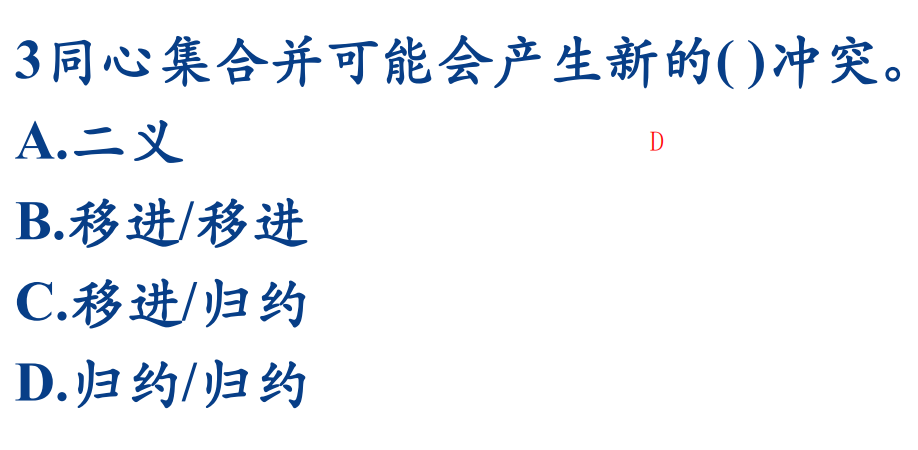 3同心集合并可能会产生新的( )冲突。
A.二义
D
B.移进/移进
C.移进/归约
D.归约/归约